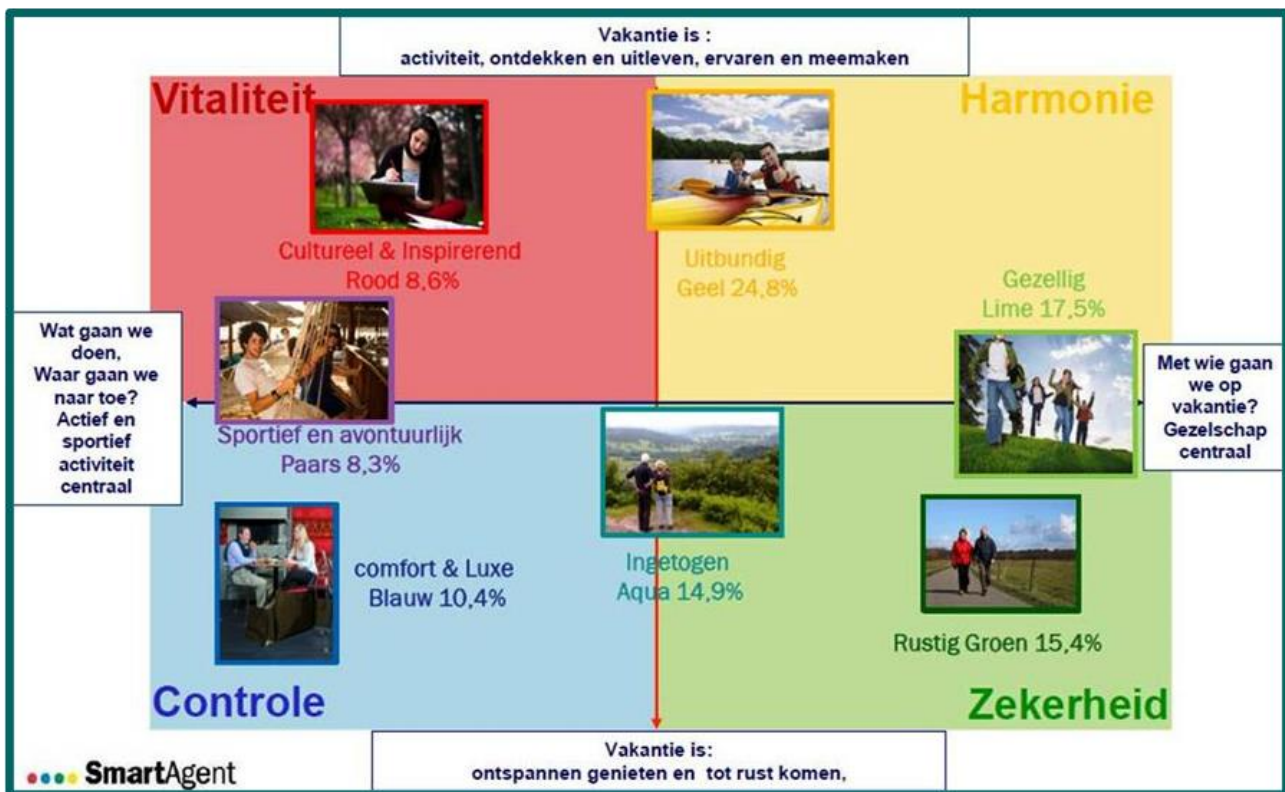 Vakantie is :
activiteit, ontdekken en uitleven, ervaren en meemaken
Vitaliteit
Harmonie
Cultureel & Inspirerend
Rood 8,6%
Uitbundig
Geel 24,8%
Gezellig
Lime 17,5%
Wat gaan we
doen,
Waar gaan we
naar toe?
Actief en
sportief
activiteit
centraal
Met wie gaan
we op
vakantie?
Gezelschap
centraal
Sportief en avontuurlijk
Paars 8,3%
comfort & Luxe
Blauw 10,4%
Ingetogen
Aqua 14,9%
Rustig Groen 15,4%
Controle
Zekerheid
Vakantie is:
ontspannen genieten en tot rust komen,
SmartAgent